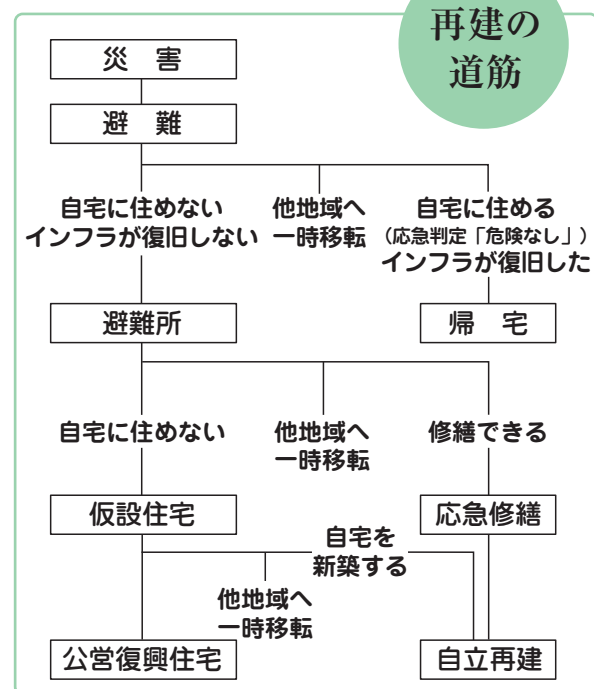 再建の
道筋
災　害
避　難
自宅に住めない
インフラが復旧しない
他地域へ
一時移転
自宅に住める
（応急判定「危険なし」）
インフラが復旧した
避難所
帰　宅
自宅に住めない
他地域へ
一時移転
修繕できる
仮設住宅
応急修繕
自宅を
新築する
他地域へ
一時移転
公営復興住宅
自立再建